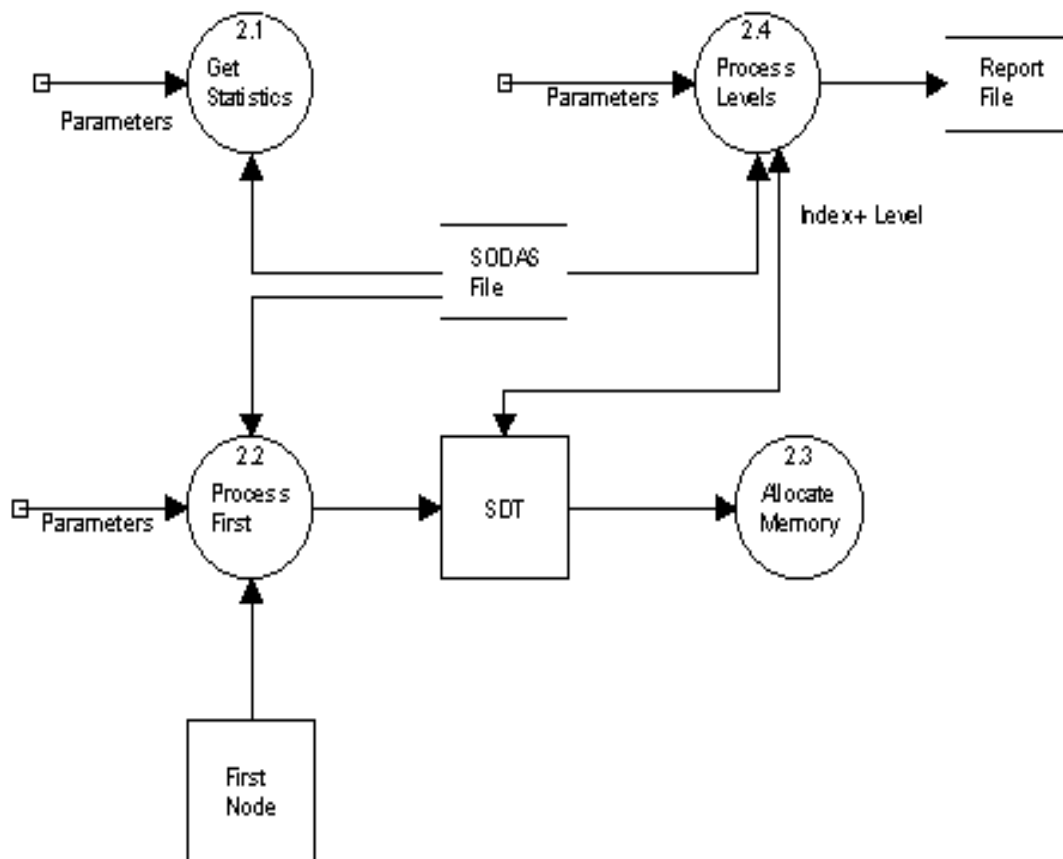 2.1
Get
Statistics
Parameters
2.4
Process
Levels
Parameters
Report
File
Index+ Level
SODAS
File
2.2
Process
First
Parameters
SDT
2.3
Allocate
Memory
First
Node